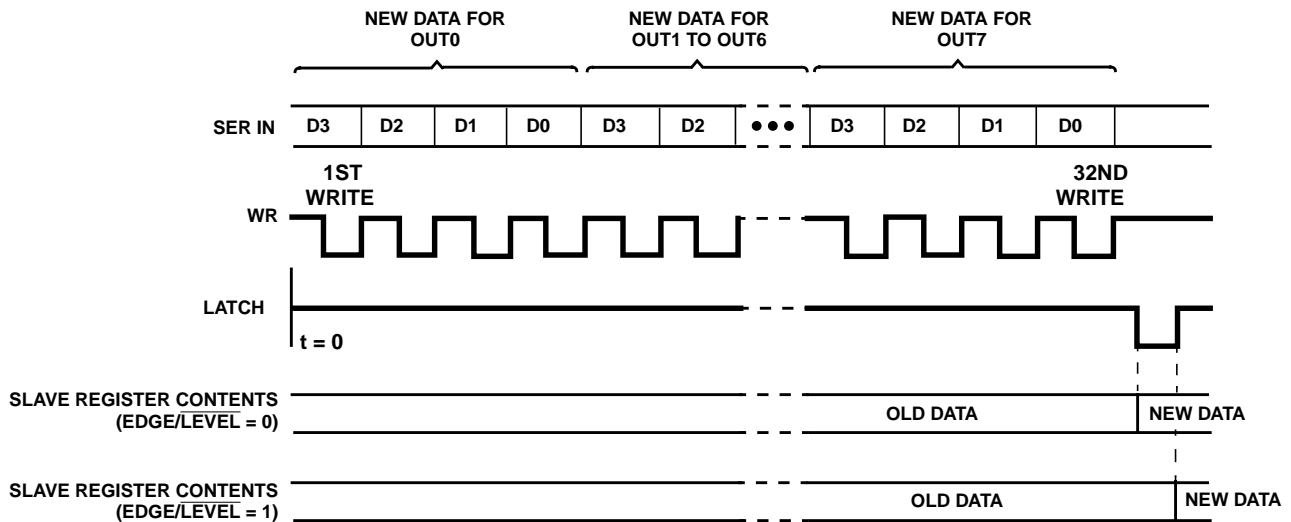 NEW DATA FOR
OUT0
NEW DATA FOR
OUT1 TO OUT6
NEW DATA FOR
OUT7
SER IN
D3 D2 D1 D0 D3 D2 ••• D3 D2 D1 D0
1ST
WRITE
32ND
WRITE
WR
LATCH
t = 0
SLAVE REGISTER CONTENTS
(EDGE/LEVEL = 0)
OLD DATA NEW DATA
SLAVE REGISTER CONTENTS
(EDGE/LEVEL = 1)
OLD DATA NEW DATA